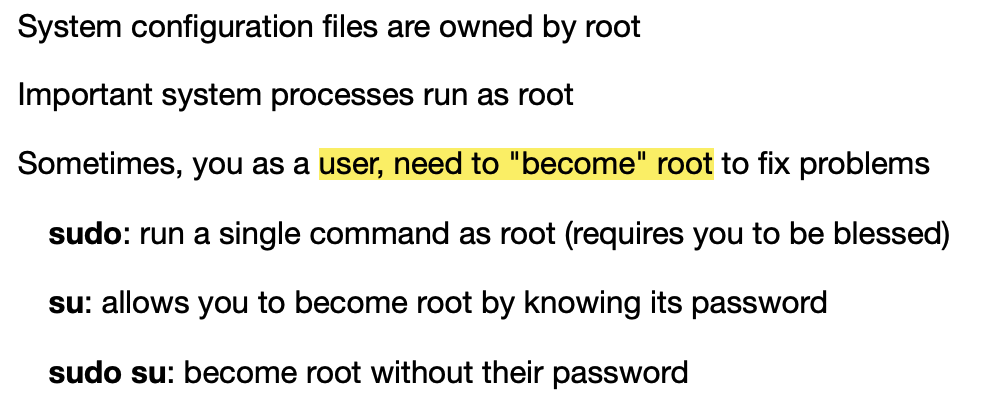 System configuration files are owned by root
Important system processes run as root
Sometimes, you as a user, need to "become" root to fix problems
sudo: run a single command as root (requires you to be blessed)
su: allows you to become root by knowing its password
sudo su: become root without their password